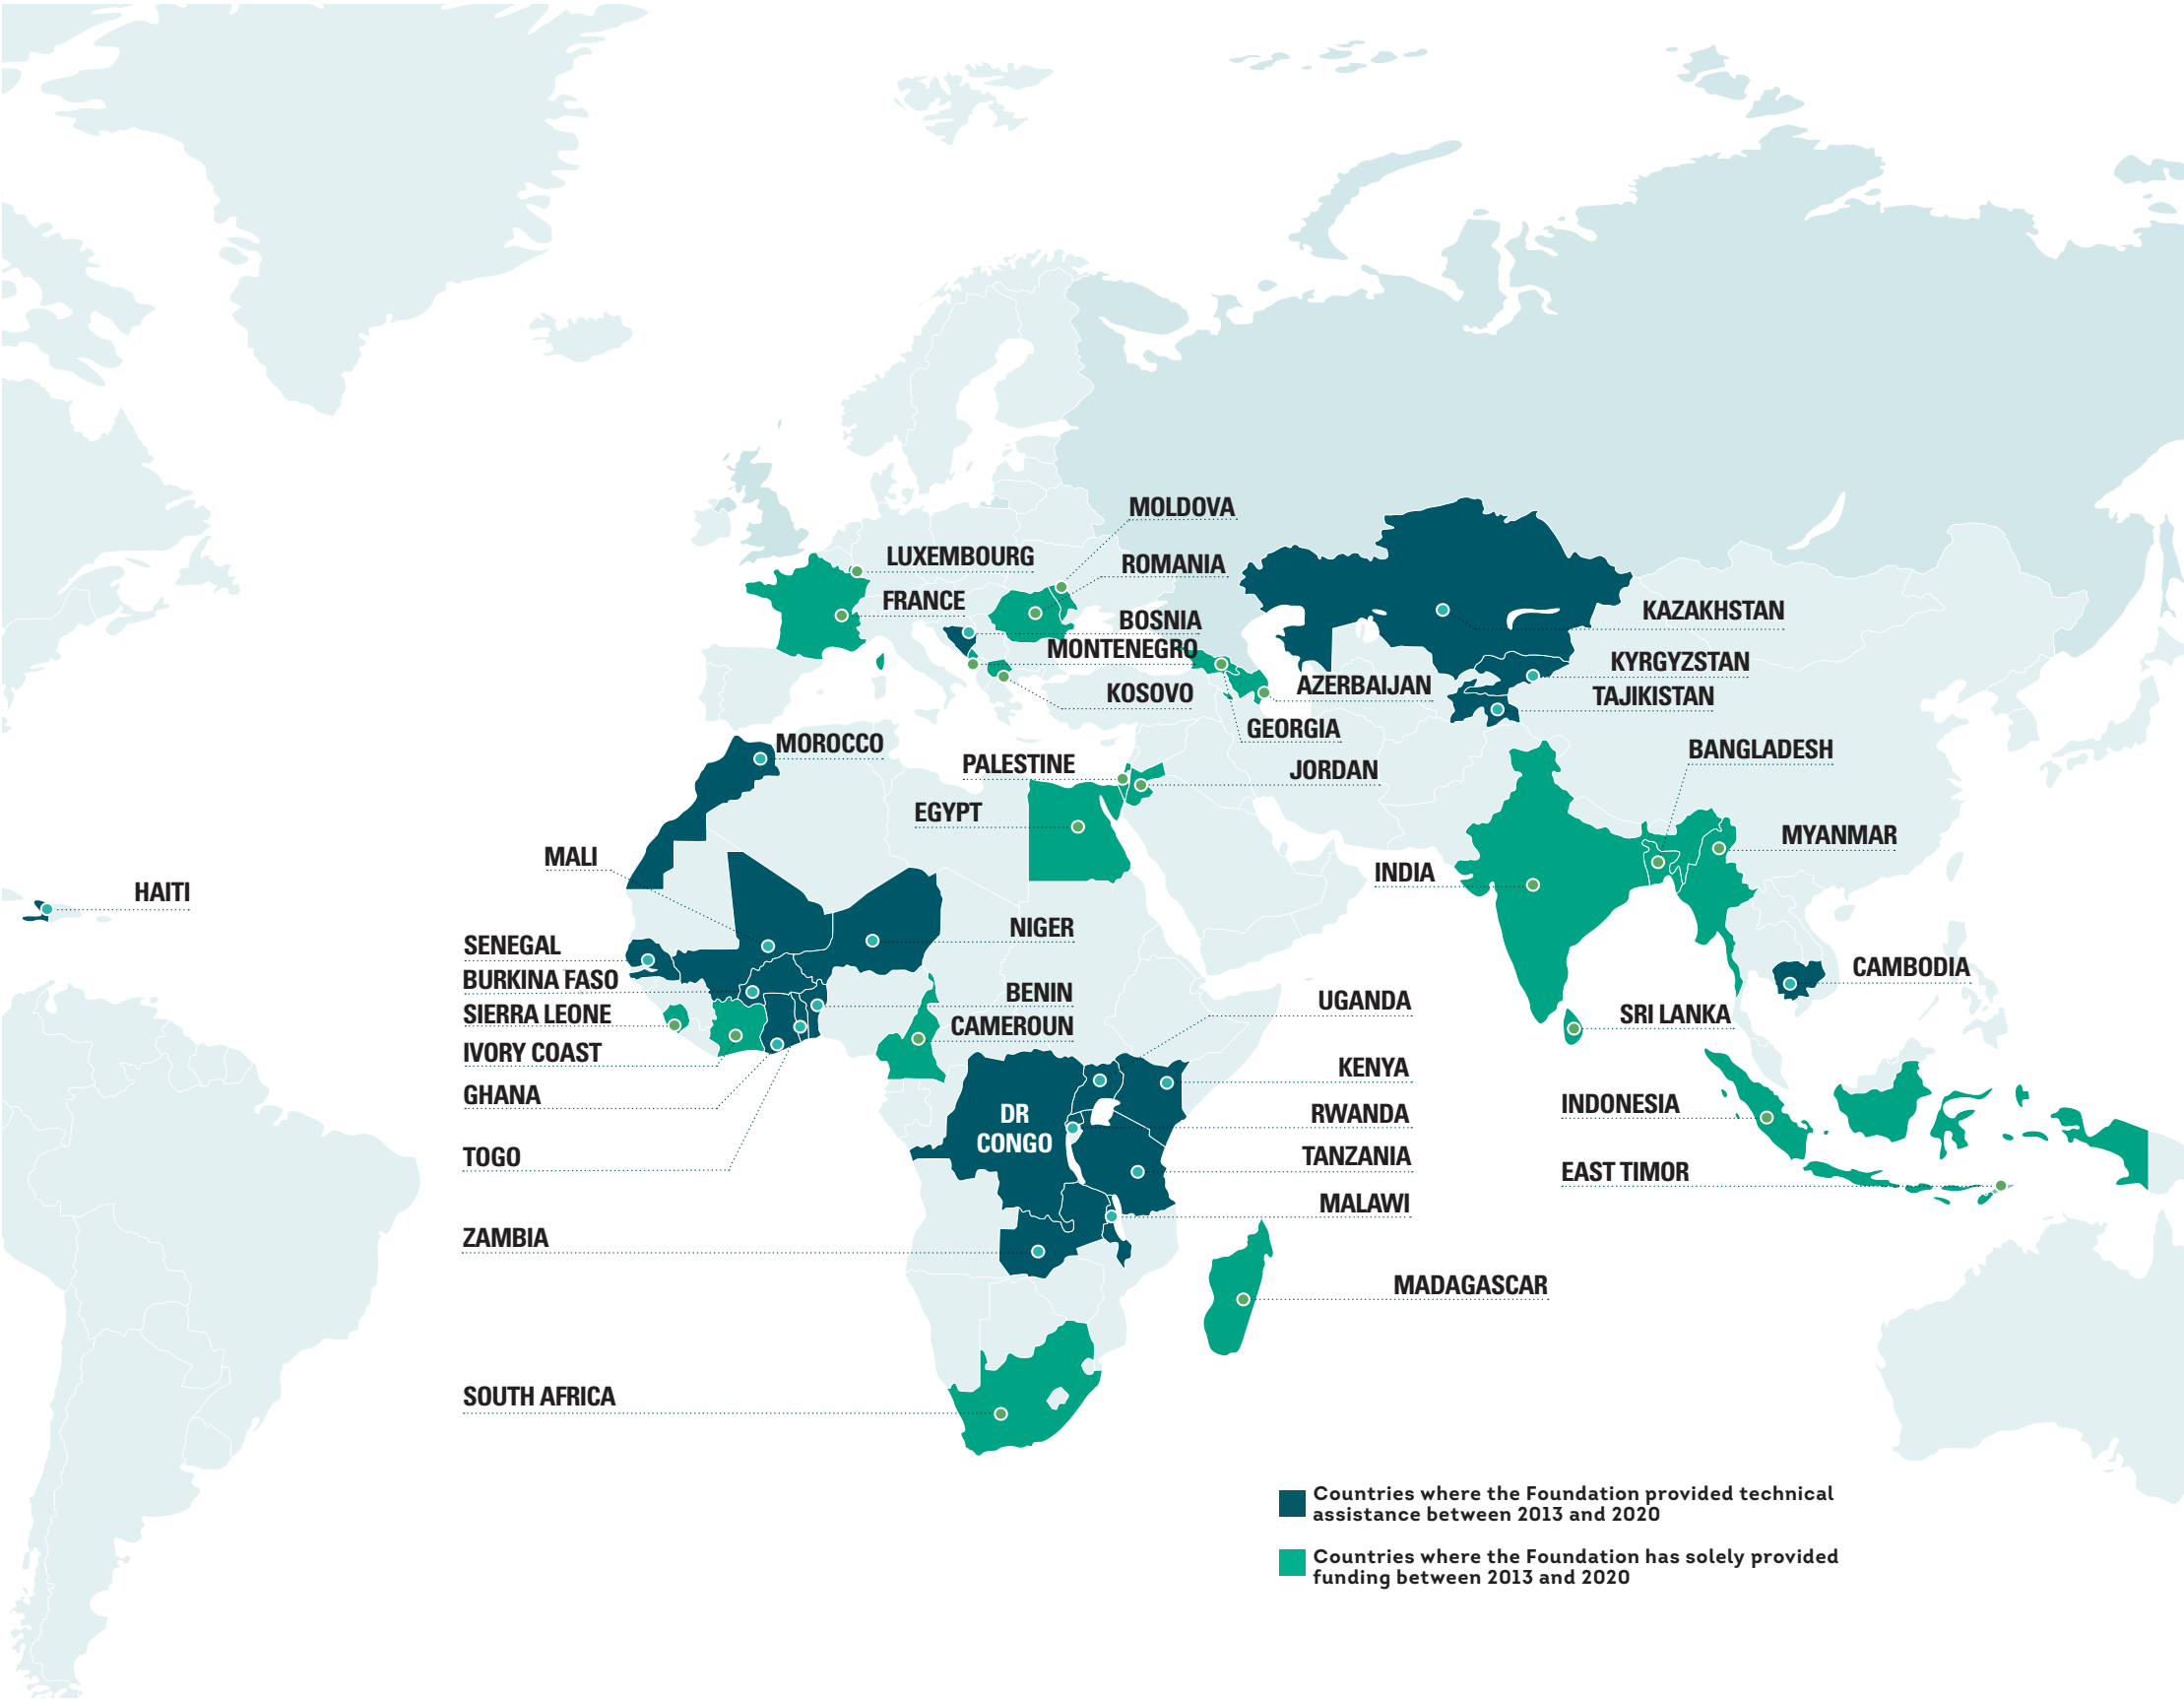 MOLDOVA
LUXEMBOURG
ROMANIA
FRANCE
BOSNIA
KAZAKHSTAN
MONTENEGRO
KYRGYZSTAN
KOSOVO
AZERBAIJAN
TAJIKISTAN
GEORGIA
MOROCCO
BANGLADESH
PALESTINE
JORDAN
EGYPT
MYANMAR
MALI
INDIA
HAITI
NIGER
SENEGAL
CAMBODIA
BURKINA FASO
BENIN
UGANDA
SIERRA LEONE
SRI LANKA
CAMEROUN
IVORY COAST
KENYA
GHANA
INDONESIA
DR
CONGO
RWANDA
TOGO
TANZANIA
EAST TIMOR
MALAWI
ZAMBIA
MADAGASCAR
SOUTH AFRICA
Countries where the Foundation provided technical
assistance between 2013 and 2020
Countries where the Foundation has solely provided
funding between 2013 and 2020